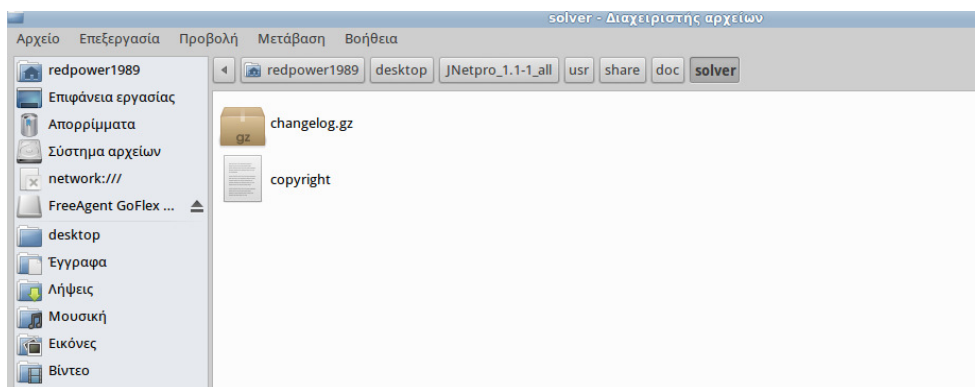 solver - Διαχειριστής αρχείων
Αρχείο Επεξεργασία Προβολή Μετάβαση Βοήθεια
redpower1989
Επιφάνεια εργασίας
Απορρίμματα
Σύστημα αρχείων
network:///
FreeAgent GoFlex ...
desktop
Έγγραφα
Λήψεις
Μουσική
Εικόνες
Βίντεο
redpower1989 desktop JNetpro_1.1-1_all usr share doc solver
changelog.gz
gz
copyright